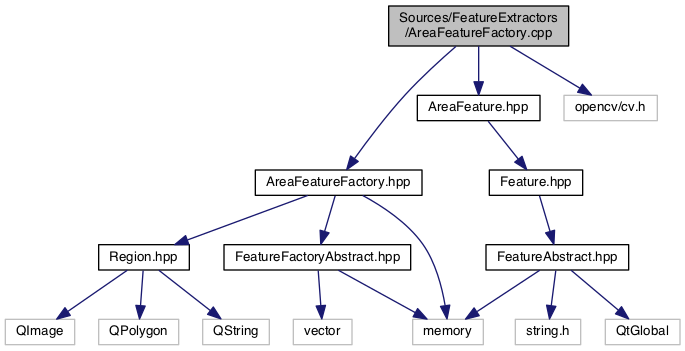 Sources/FeatureExtractors
/AreaFeatureFactory.cpp
AreaFeature.hpp
opencv/cv.h
AreaFeatureFactory.hpp
Feature.hpp
Region.hpp
FeatureFactoryAbstract.hpp
FeatureAbstract.hpp
QImage
QPolygon
QString
vector
memory
string.h
QtGlobal